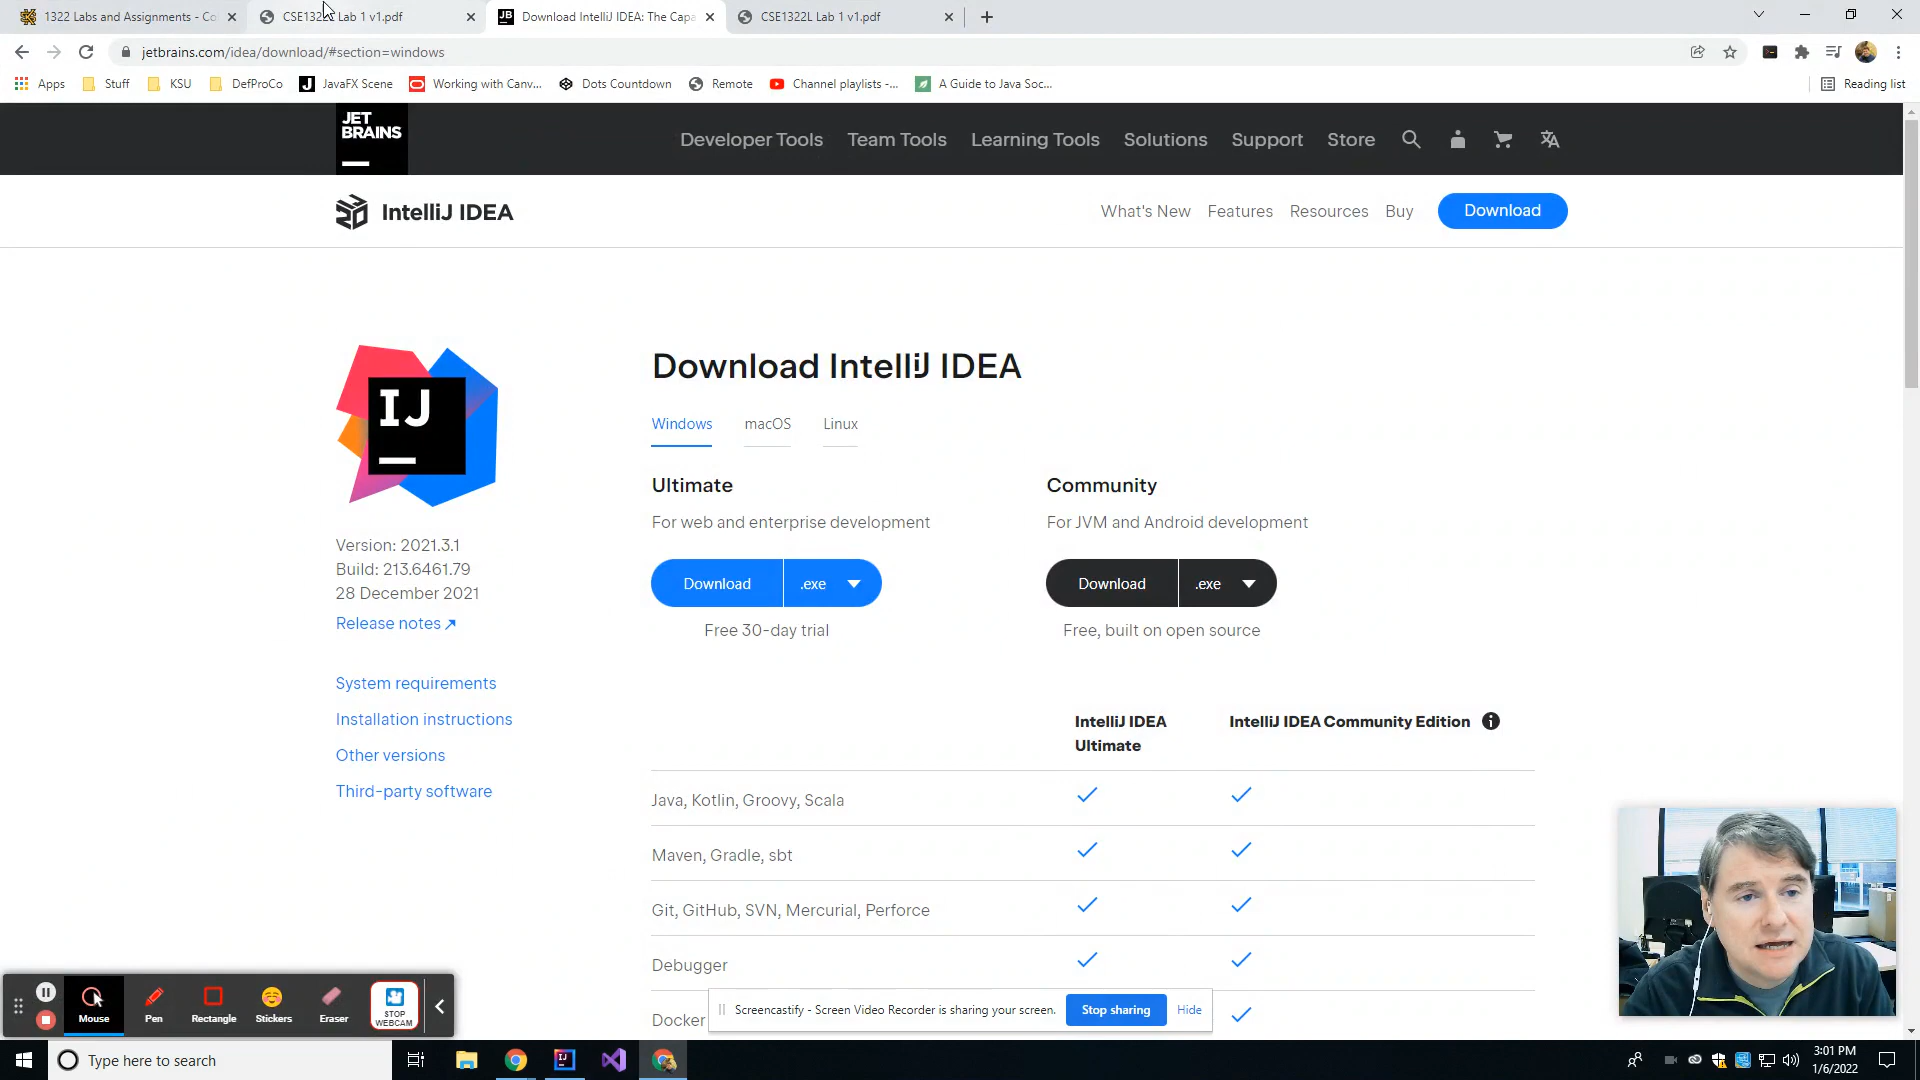 1322 Labs and Assignments - Co
CSE1322L Lab 1 v1.pdf
JB
Download IntelliJ IDEA: The Capa
CSE1322L Lab 1 v1.pdf
jetbrains.com/idea/download/#section=windows
Apps
Stuff
KSU
DefProCo
JavaFX Scene
Working with Canv...
Dots Countdown
Remote
Channel playlists -...
A Guide to Java Soc...
Reading list
JET
BRAINS
Developer Tools
Team Tools
Learning Tools
Solutions
Support
Store
IntelliJ IDEA
What's New
Features
Resources
Buy
Download
IJ
Download IntelliJ IDEA
Windows
macOS
Linux
Ultimate
Community
For web and enterprise development
For JVM and Android development
Version: 2021.3.1
Build: 213.6461.79
28 December 2021
Release notes
Download
.exe
Download
.exe
Free 30-day trial
Free, built on open source
System requirements
Installation instructions
Other versions
Third-party software
IntelliJ IDEA
Ultimate
IntelliJ IDEA Community Edition
Java, Kotlin, Groovy, Scala
Maven, Gradle, sbt
Git, GitHub, SVN, Mercurial, Perforce
Debugger
Docker
Mouse
Pen
Rectangle
Stickers
Eraser
STOP
WEBCAM
Screencastify - Screen Video Recorder is sharing your screen.
Stop sharing
Hide
Type here to search
IJ
3:01 PM
1/6/2022